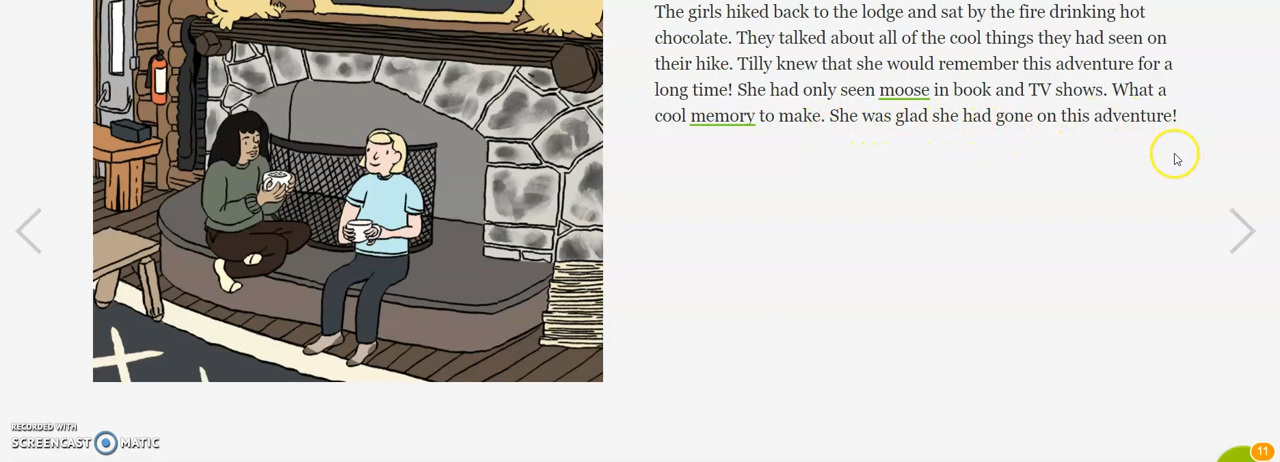 The girls hiked back to the lodge and sat by the fire drinking hot
chocolate. They talked about all of the cool things they had seen on
their hike. Tilly knew that she would remember this adventure for a
long time! She had only seen moose in book and TV shows. What a
cool memory to make. She was glad she had gone on this adventure!
RECORDED WITH
SCREENCAST MATIC
11